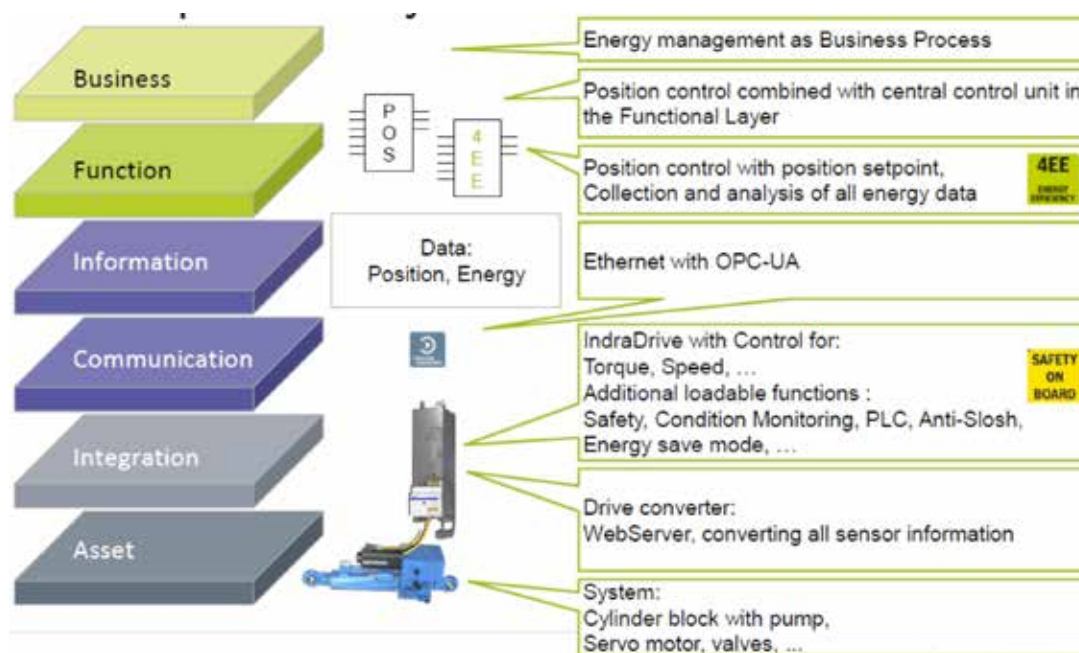 Business
Function
Information
Communication
Integration
Asset
POS
4EE
Data:
Position, Energy
Energy management as Business Process
Position control combined with central control unit in
the Functional Layer
Position control with position setpoint,
Collection and analysis of all energy data
4EE
ENERGY
EFFICIENCY
Ethernet with OPC-UA
IndraDrive with Control for:
Torque, Speed, ...
Additional loadable functions :
Safety, Condition Monitoring, PLC, Anti-Slosh,
Energy save mode, ...
SAFETY
ON
BOARD
Drive converter:
WebServer, converting all sensor information
System:
Cylinder block with pump,
Servo motor, valves, ...